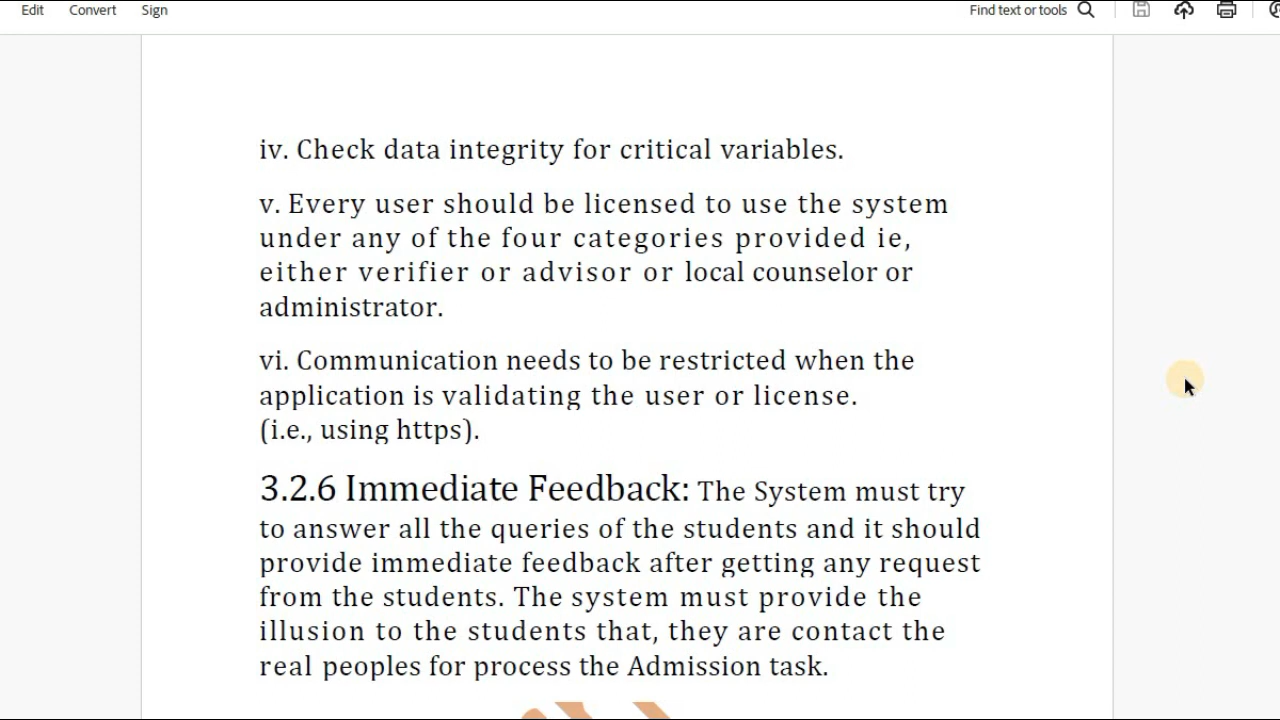 Edit Convert Sign Find text or tools
iv. Check data integrity for critical variables.
v. Every user should be licensed to use the system
under any of the four categories provided ie,
either verifier or advisor or local counselor or
administrator.
vi. Communication needs to be restricted when the
application is validating the user or license.
(i.e., using https).
3.2.6 Immediate Feedback: The System must try
to answer all the queries of the students and it should
provide immediate feedback after getting any request
from the students. The system must provide the
illusion to the students that, they are contact the
real peoples for process the Admission task.